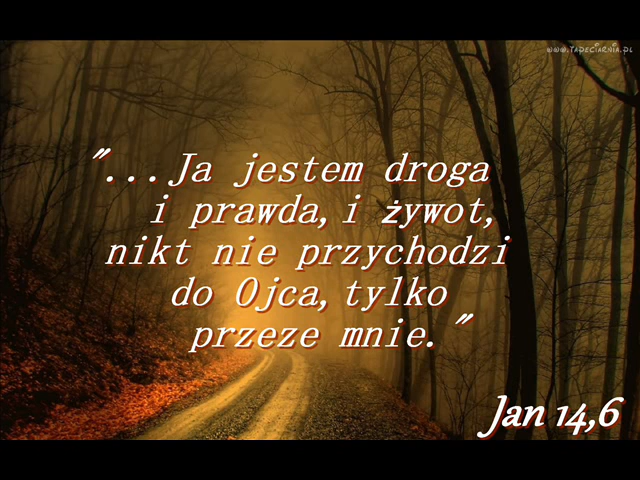 www.tapeciarnia.pl
"...Ja jestem droga
i prawda,i żywot,
nikt nie przychodzi
do Ojca,tylko
przeze mnie."
Jan 14,6